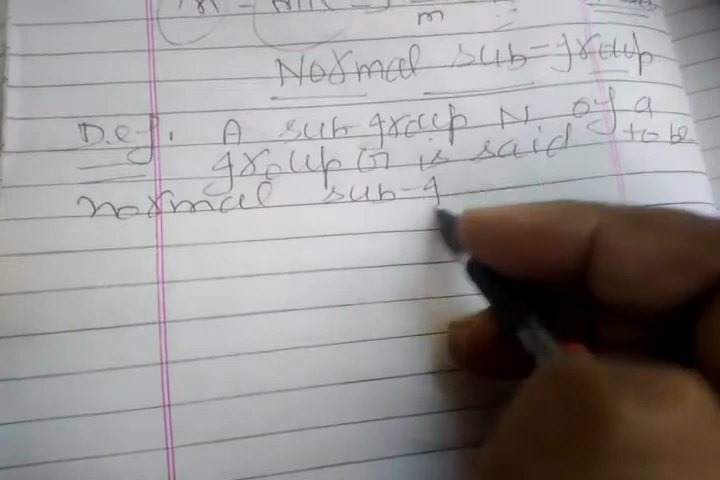 m
Normal sub-group
Def. A sub group N of a
group G is said to be
normal sub-g